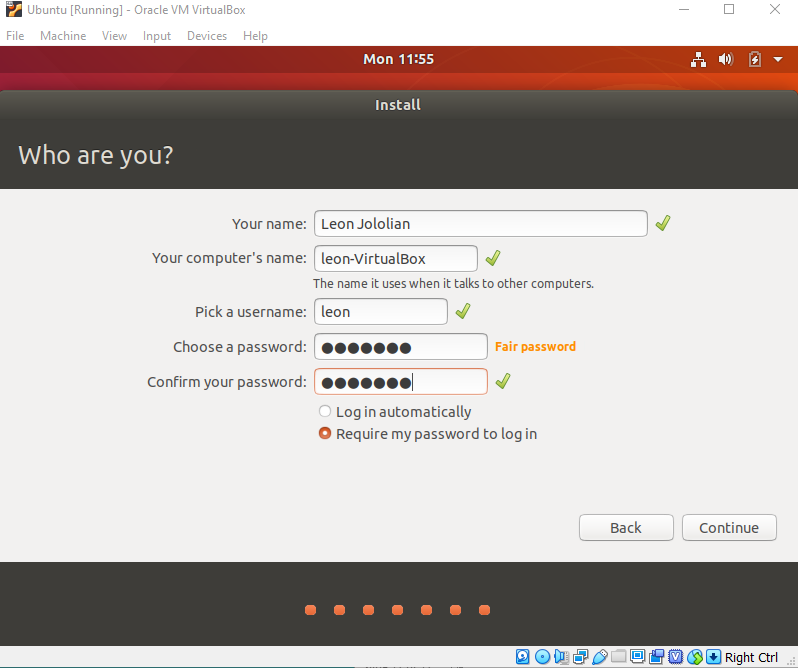 Ubuntu [Running] - Oracle VM VirtualBox
File Machine View Input Devices Help
Mon 11:55
Install
Who are you?
Your name: Leon Jololian
Your computer's name: leon-VirtualBox
The name it uses when it talks to other computers.
Pick a username: leon
Choose a password: ●●●●●●● Fair password
Confirm your password: ●●●●●●●
Log in automatically
Require my password to log in
Back Continue
Right Ctrl